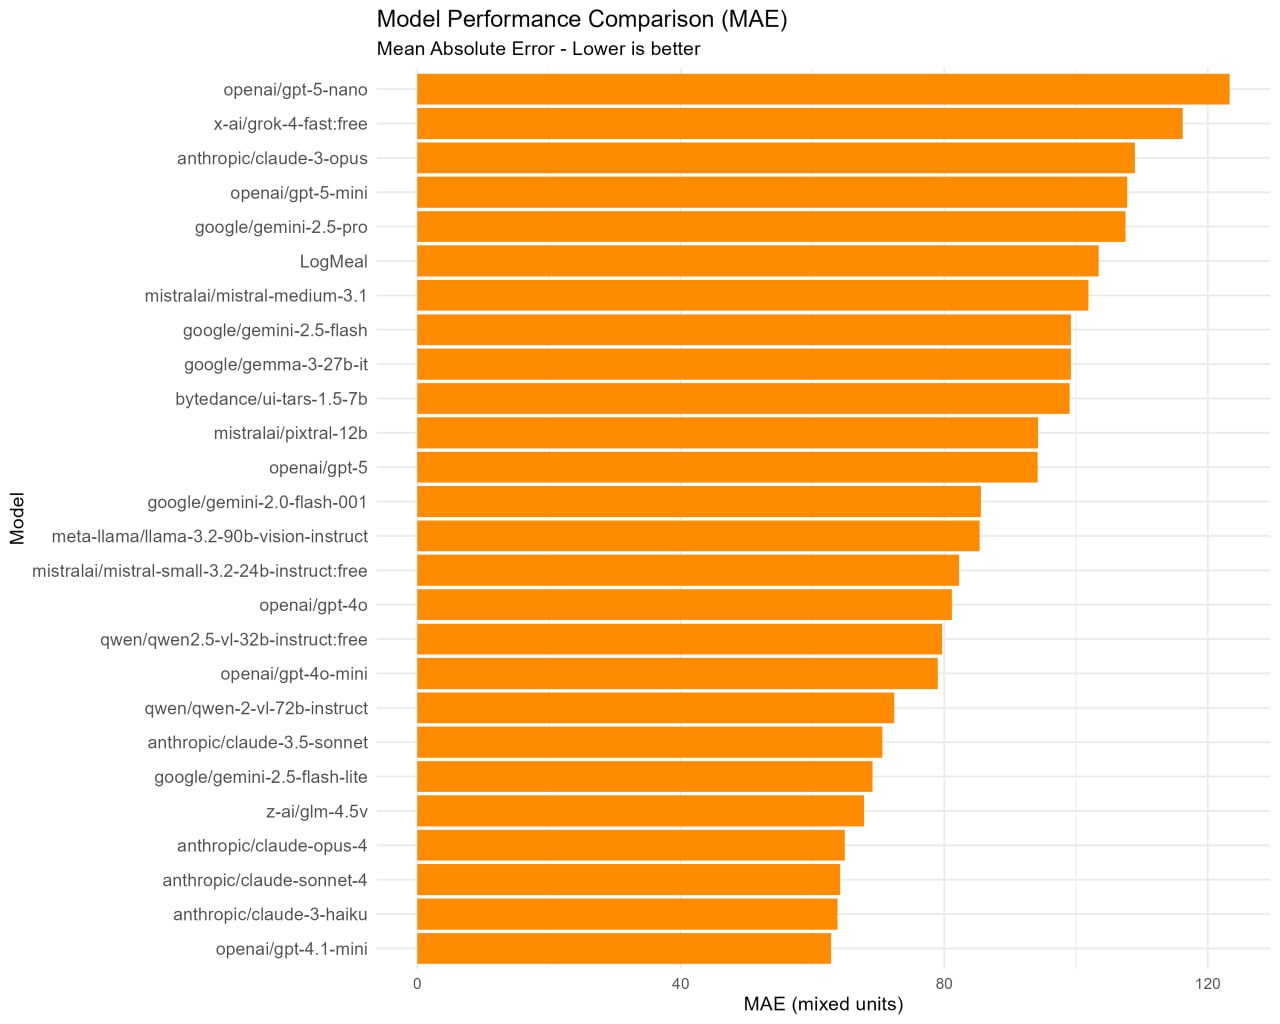 Model Performance Comparison (MAE)
Mean Absolute Error - Lower is better
openai/gpt-5-nano
x-ai/grok-4-fast:free
anthropic/claude-3-opus
openai/gpt-5-mini
google/gemini-2.5-pro
LogMeal
mistralai/mistral-medium-3.1
google/gemini-2.5-flash
google/gemma-3-27b-it
bytedance/ui-tars-1.5-7b
mistralai/pixtral-12b
openai/gpt-5
google/gemini-2.0-flash-001
meta-llama/llama-3.2-90b-vision-instruct
mistralai/mistral-small-3.2-24b-instruct:free
openai/gpt-4o
qwen/qwen2.5-vl-32b-instruct:free
openai/gpt-4o-mini
qwen/qwen-2-vl-72b-instruct
anthropic/claude-3.5-sonnet
google/gemini-2.5-flash-lite
z-ai/glm-4.5v
anthropic/claude-opus-4
anthropic/claude-sonnet-4
anthropic/claude-3-haiku
openai/gpt-4.1-mini
Model
0 40 80 120
MAE (mixed units)